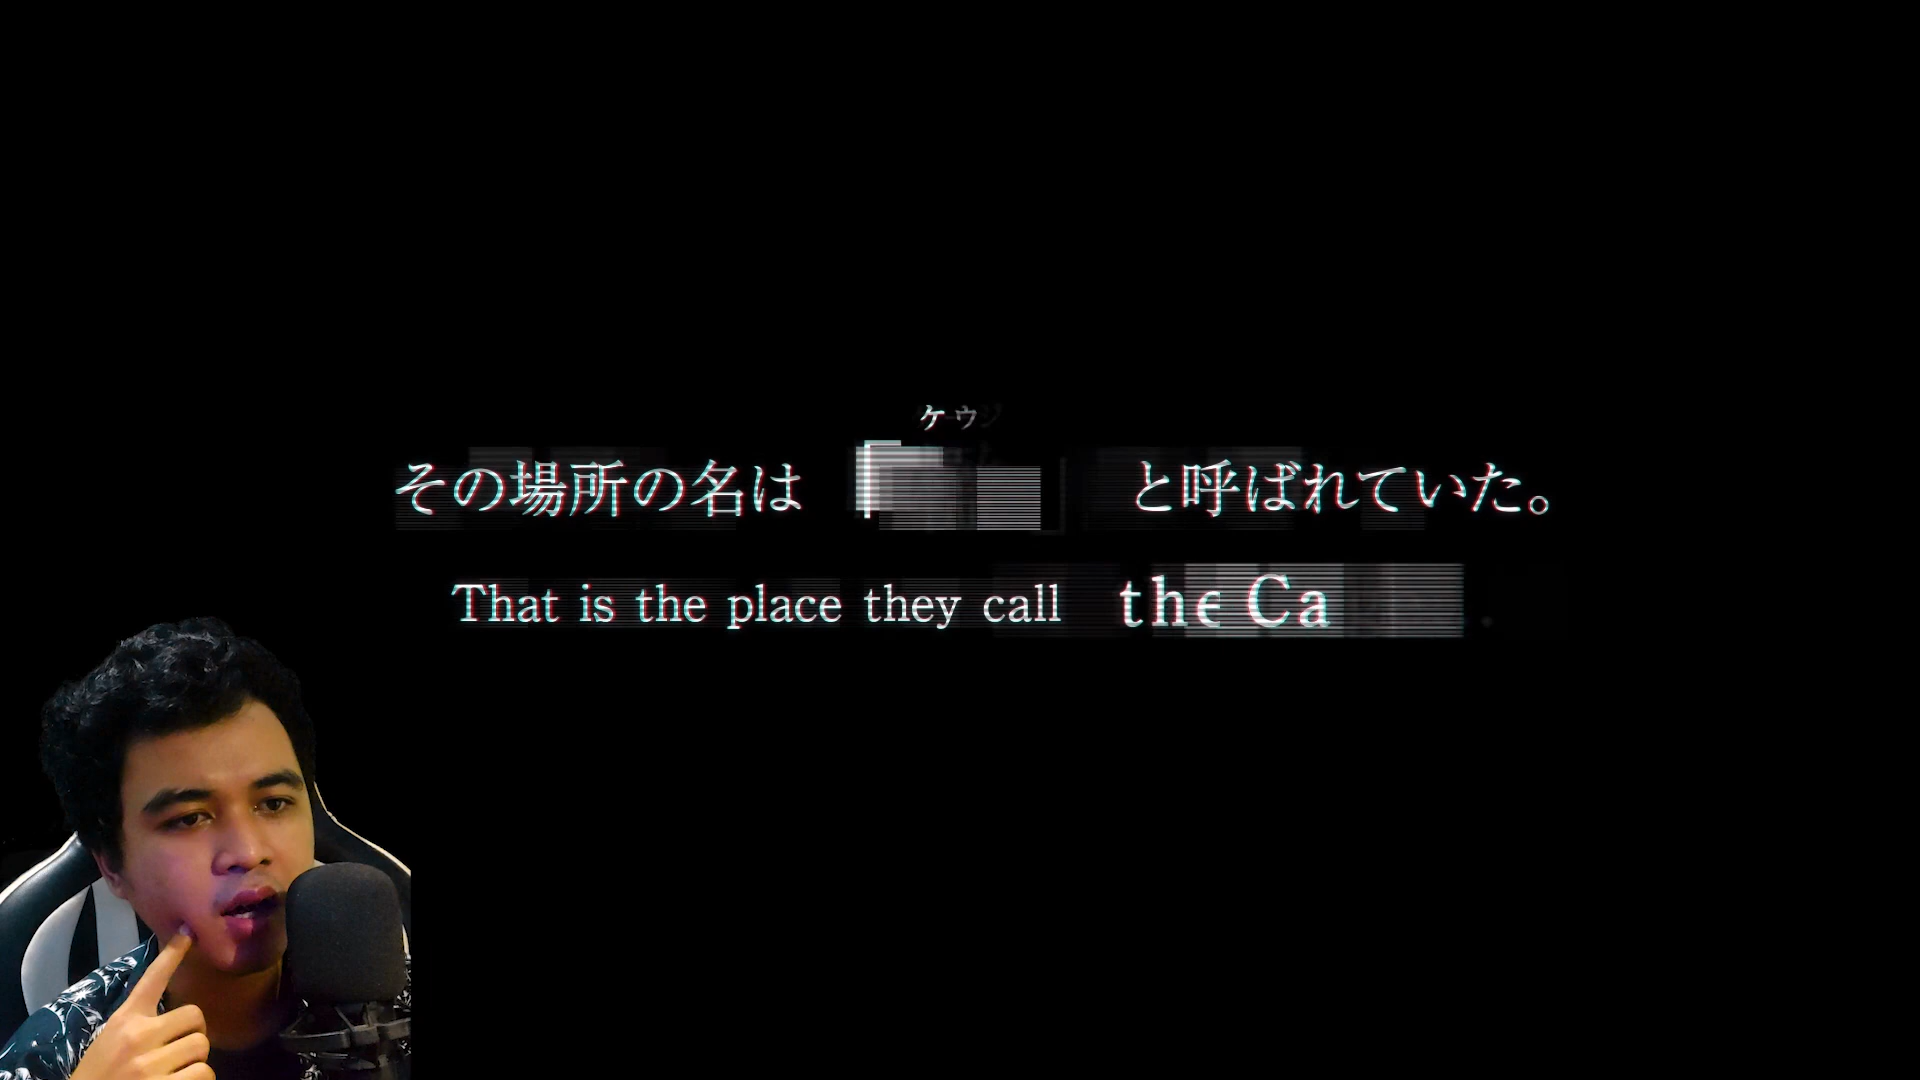 ケウジ
その場所の名は「 」と呼ばれていた。
That is the place they call the Ca